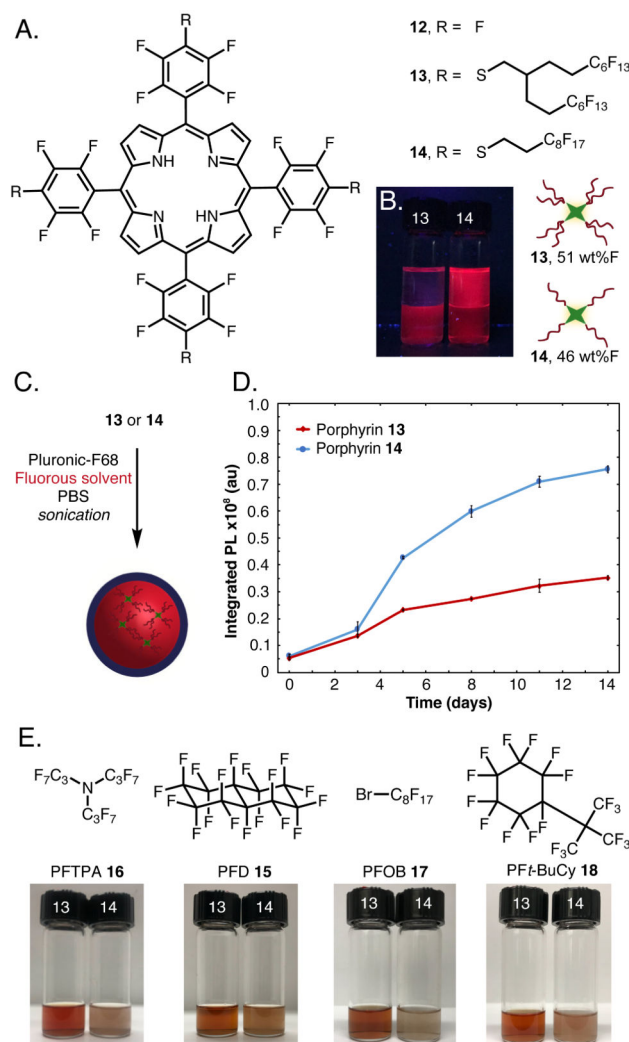 A.
R
F
F
F
F
F
F
R
F
F
NH
N
N
HN
F
F
R
F
F
F
F
F
F
R
12, R = F
13, R = S
C6F13
C6F13
14, R = S
C8F17
B.
13
14
13, 51 wt%F
14, 46 wt%F
C.
13 or 14
Pluronic-F68
Fluorous solvent
PBS
sonication
D.
Integrated PL x10^8 (au)
1.0
0.9
0.8
0.7
0.6
0.5
0.4
0.3
0.2
0.1
0
Porphyrin 13
Porphyrin 14
0 2 4 6 8 10 12 14
Time (days)
E.
F7C3
N
C3F7
C3F7
PFTPA 16
F F F F F
F F F F
F F F F
F F F F F
PFD 15
Br
C8F17
PFOB 17
F F
F F
F F
F F
F F
F
CF3
CF3
F3C
PFt-BuCy 18
13 14
13 14
13 14
13 14